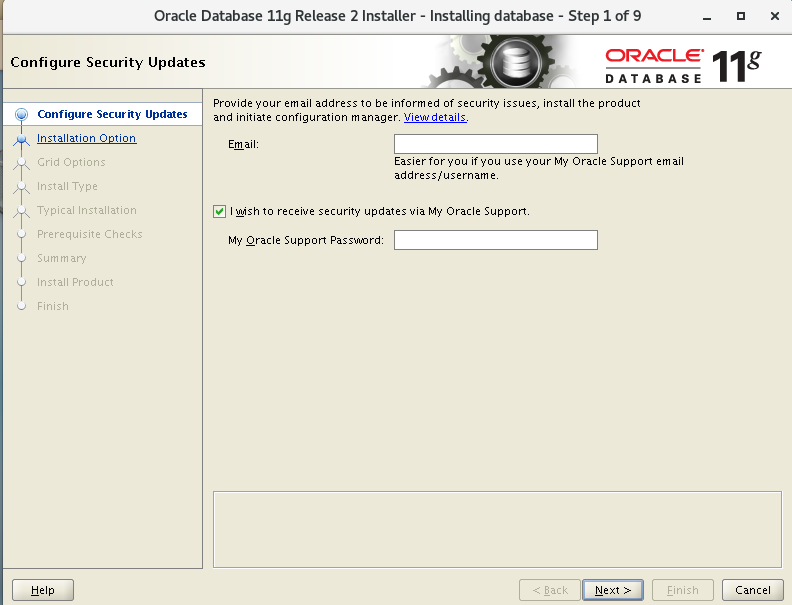 Oracle Database 11g Release 2 Installer - Installing database - Step 1 of 9
Configure Security Updates
ORACLE
DATABASE
11g
Configure Security Updates
Installation Option
Grid Options
Install Type
Typical Installation
Prerequisite Checks
Summary
Install Product
Finish
Provide your email address to be informed of security issues, install the product
and initiate configuration manager. View details.
Email:
Easier for you if you use your My Oracle Support email
address/username.
I wish to receive security updates via My Oracle Support.
My Oracle Support Password:
Help
< Back
Next >
Finish
Cancel